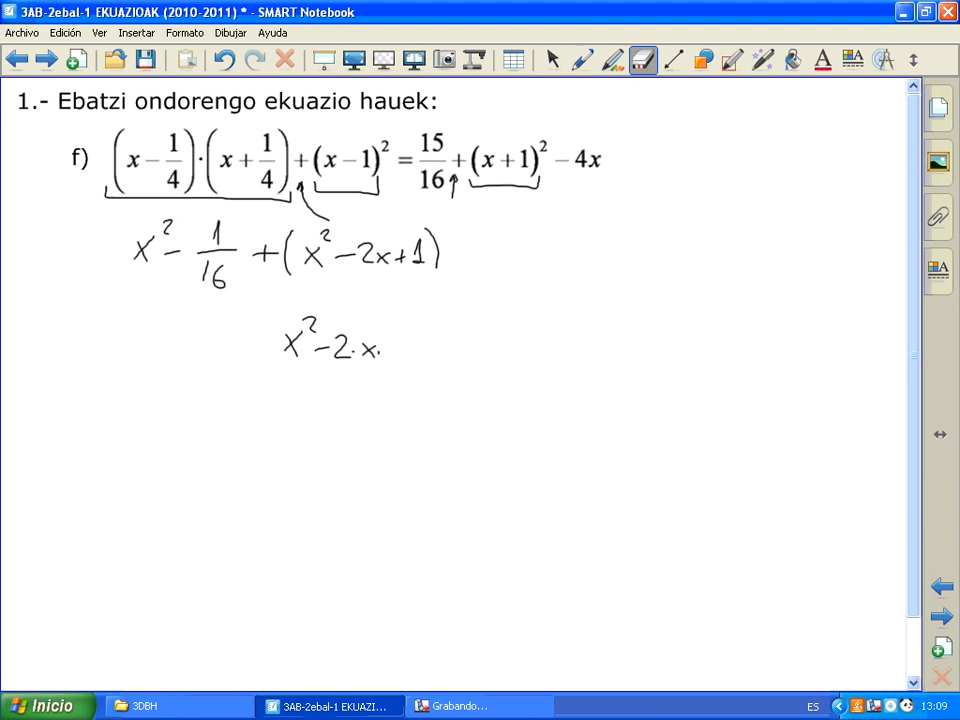 3AB-2ebal-1 EKUAZIOAK (2010-2011) * - SMART Notebook
Archivo Edición Ver Insertar Formato Dibujar Ayuda
1.- Ebatzi ondorengo ekuazio hauek:
f) (x − 1/4)·(x + 1/4) + (x − 1)² = 15/16 + (x + 1)² − 4x
x² − 1/16 + (x² − 2x + 1)
x² − 2·x·
Inicio 3DBH 3AB-2ebal-1 EKUAZI... Grabando... ES 13:09